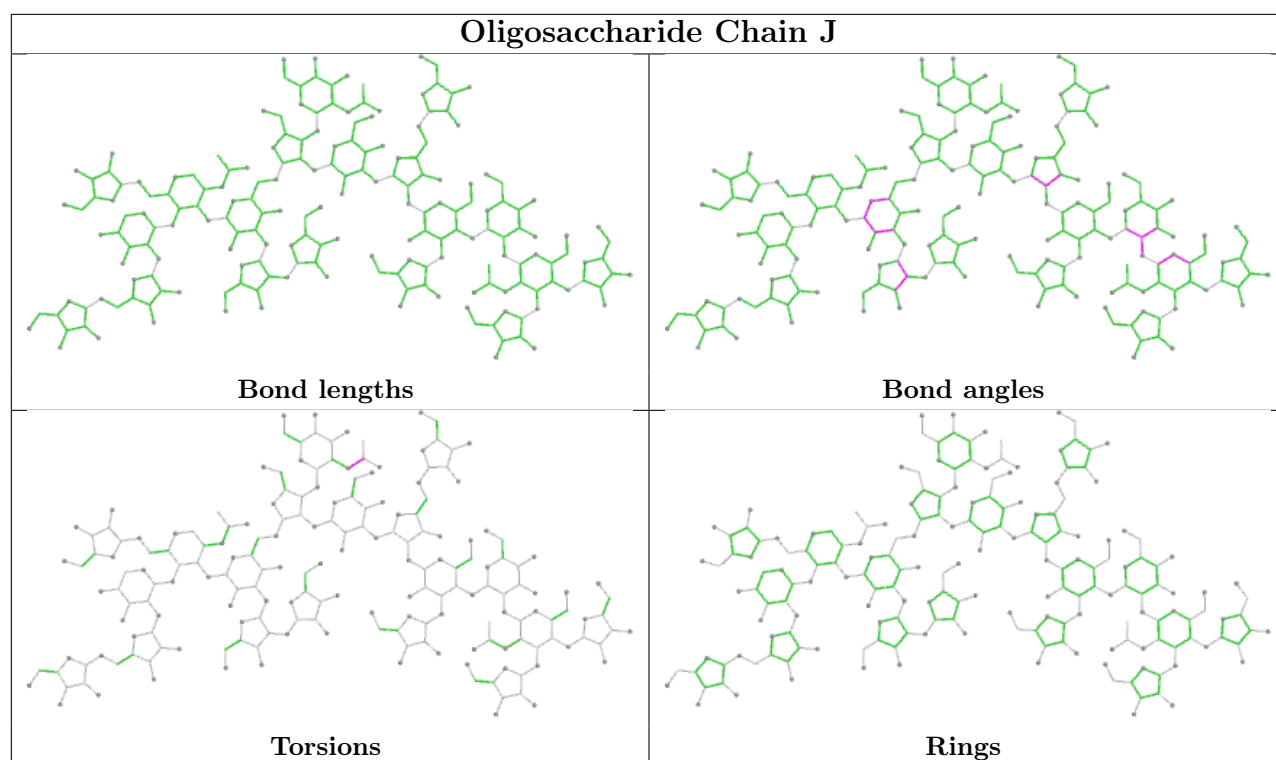 Oligosaccharide Chain J
Bond lengths
Bond angles
Torsions
Rings